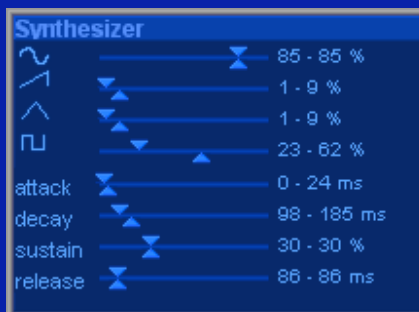 Synthesizer
85 - 85 %
1 - 9 %
1 - 9 %
23 - 62 %
attack 0 - 24 ms
decay 98 - 185 ms
sustain 30 - 30 %
release 86 - 86 ms